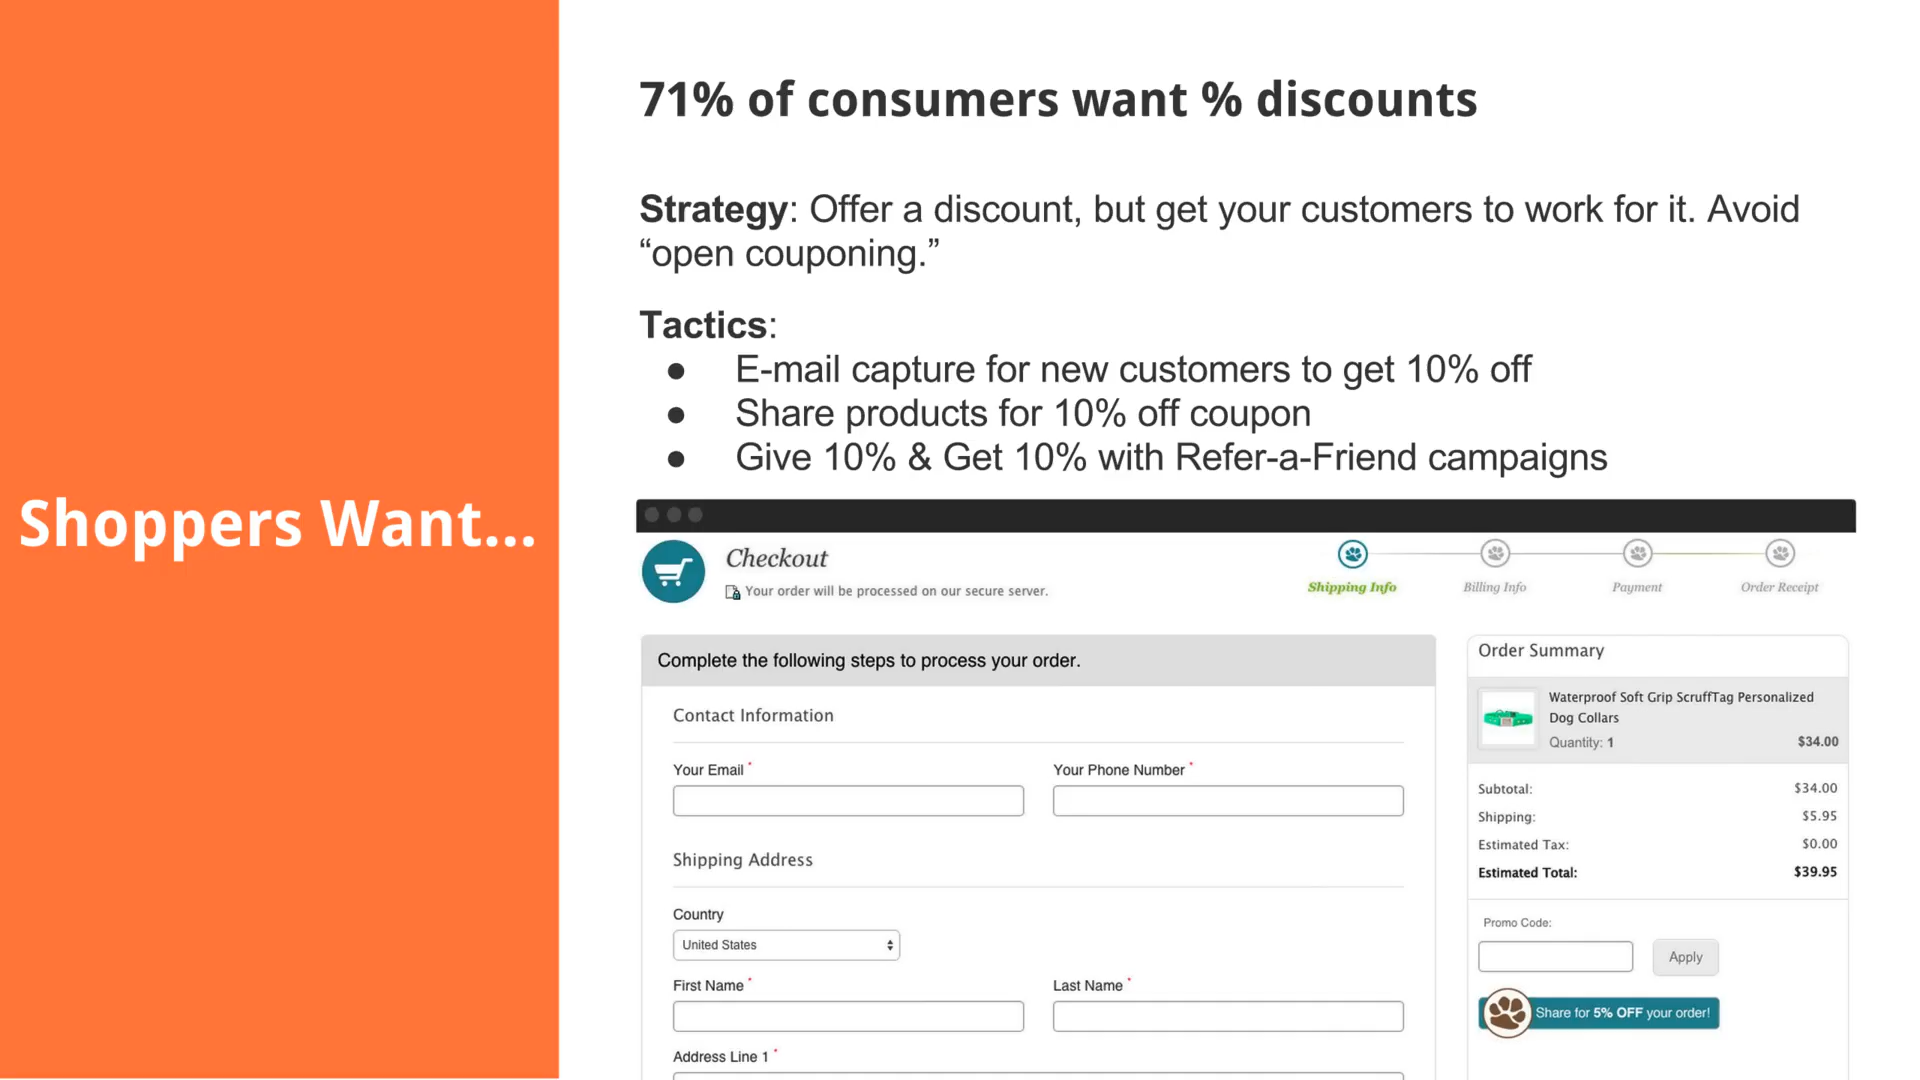 Shoppers Want...
71% of consumers want % discounts
Strategy: Offer a discount, but get your customers to work for it. Avoid
“open couponing.”
Tactics:
● E-mail capture for new customers to get 10% off
● Share products for 10% off coupon
● Give 10% & Get 10% with Refer-a-Friend campaigns
Checkout
Your order will be processed on our secure server.
Shipping Info
Billing Info
Payment
Order Receipt
Complete the following steps to process your order.
Contact Information
Your Email *
Your Phone Number *
Shipping Address
Country
United States
First Name *
Last Name *
Address Line 1 *
Order Summary
Waterproof Soft Grip ScruffTag Personalized
Dog Collars
Quantity: 1 $34.00
Subtotal: $34.00
Shipping: $5.95
Estimated Tax: $0.00
Estimated Total: $39.95
Promo Code:
Apply
Share for 5% OFF your order!